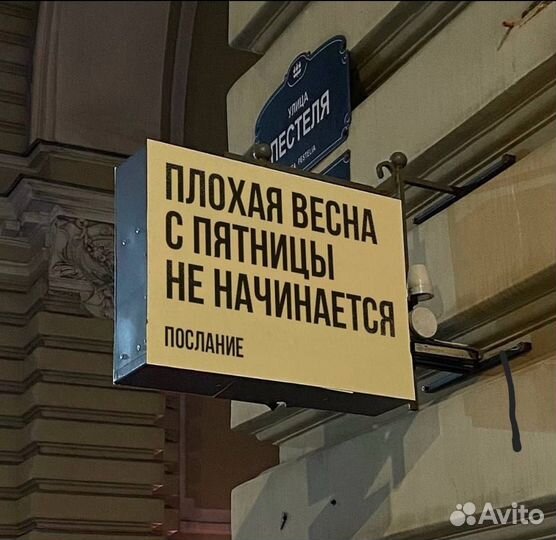 УЛИЦА
ПЕСТЕЛЯ
ПЛОХАЯ ВЕСНА
С ПЯТНИЦЫ
НЕ НАЧИНАЕТСЯ
ПОСЛАНИЕ
Avito